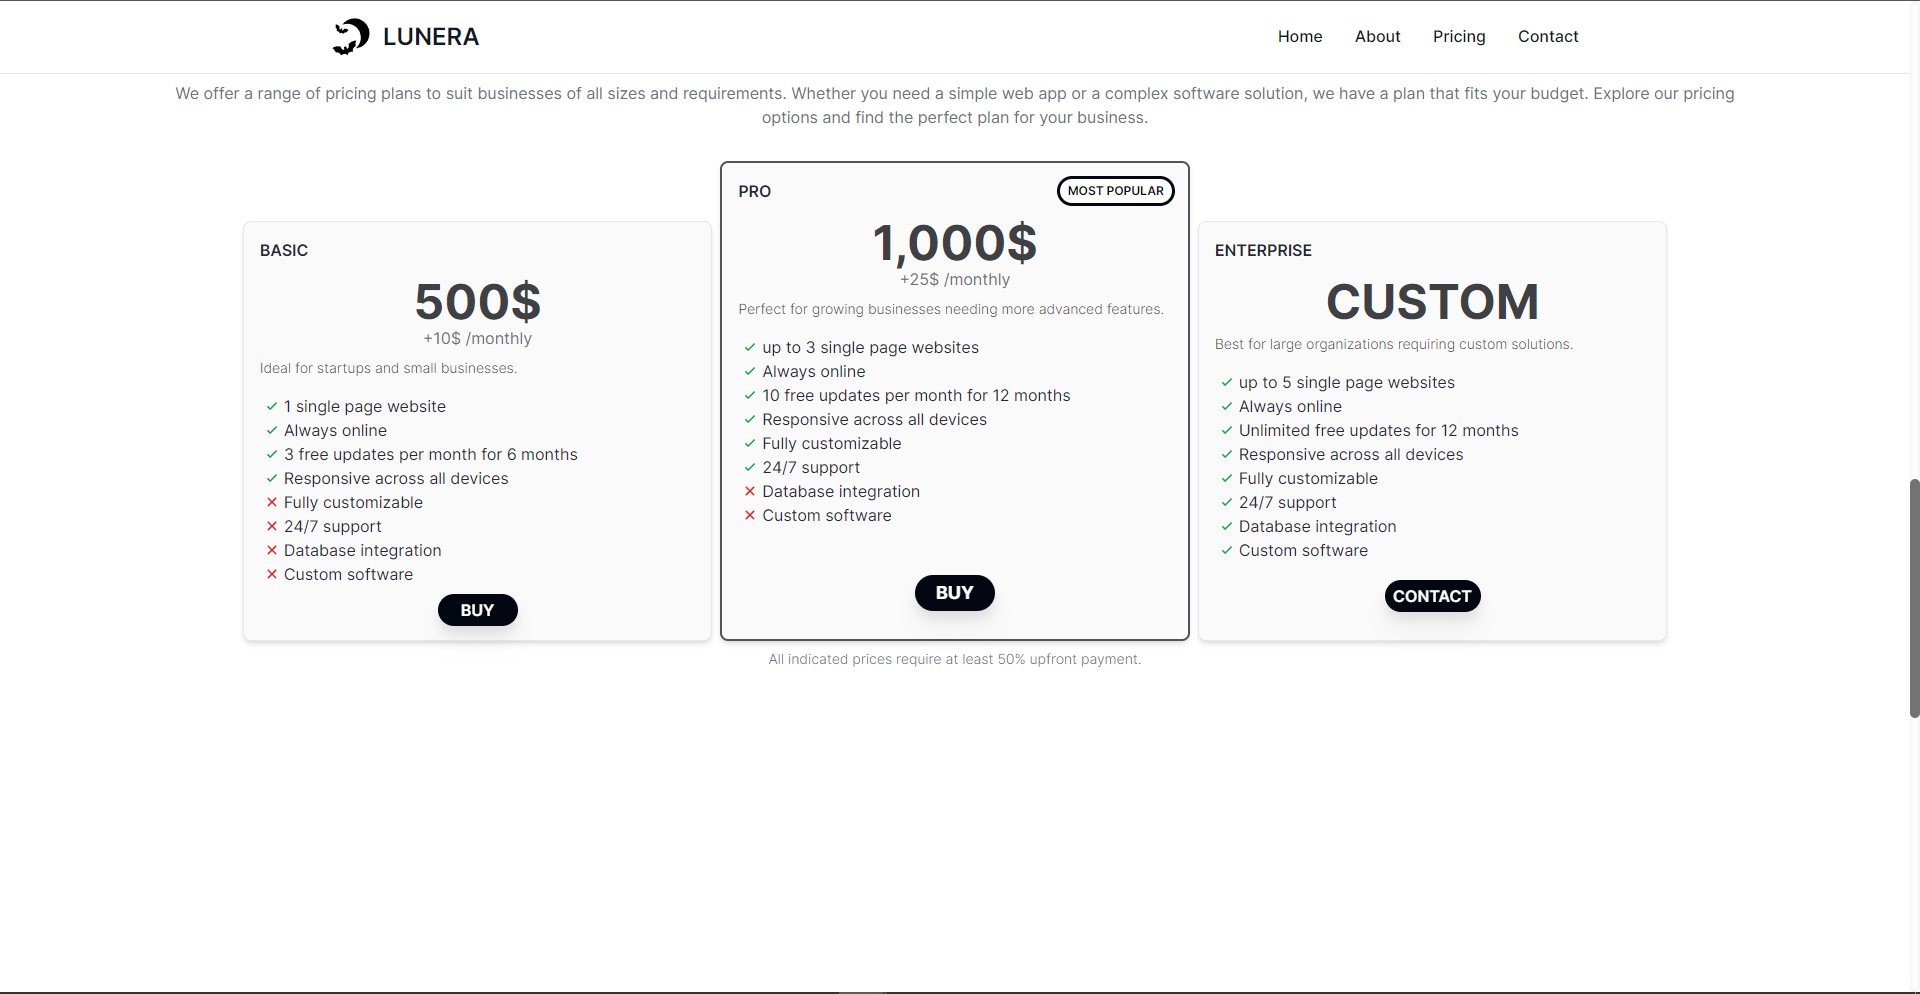 LUNERA
Home
About
Pricing
Contact
We offer a range of pricing plans to suit businesses of all sizes and requirements. Whether you need a simple web app or a complex software solution, we have a plan that fits your budget. Explore our pricing
options and find the perfect plan for your business.
BASIC
500$
+10$ /monthly
Ideal for startups and small businesses.
1 single page website
Always online
3 free updates per month for 6 months
Responsive across all devices
Fully customizable
24/7 support
Database integration
Custom software
BUY
PRO
MOST POPULAR
1,000$
+25$ /monthly
Perfect for growing businesses needing more advanced features.
up to 3 single page websites
Always online
10 free updates per month for 12 months
Responsive across all devices
Fully customizable
24/7 support
Database integration
Custom software
BUY
ENTERPRISE
CUSTOM
Best for large organizations requiring custom solutions.
up to 5 single page websites
Always online
Unlimited free updates for 12 months
Responsive across all devices
Fully customizable
24/7 support
Database integration
Custom software
CONTACT
All indicated prices require at least 50% upfront payment.